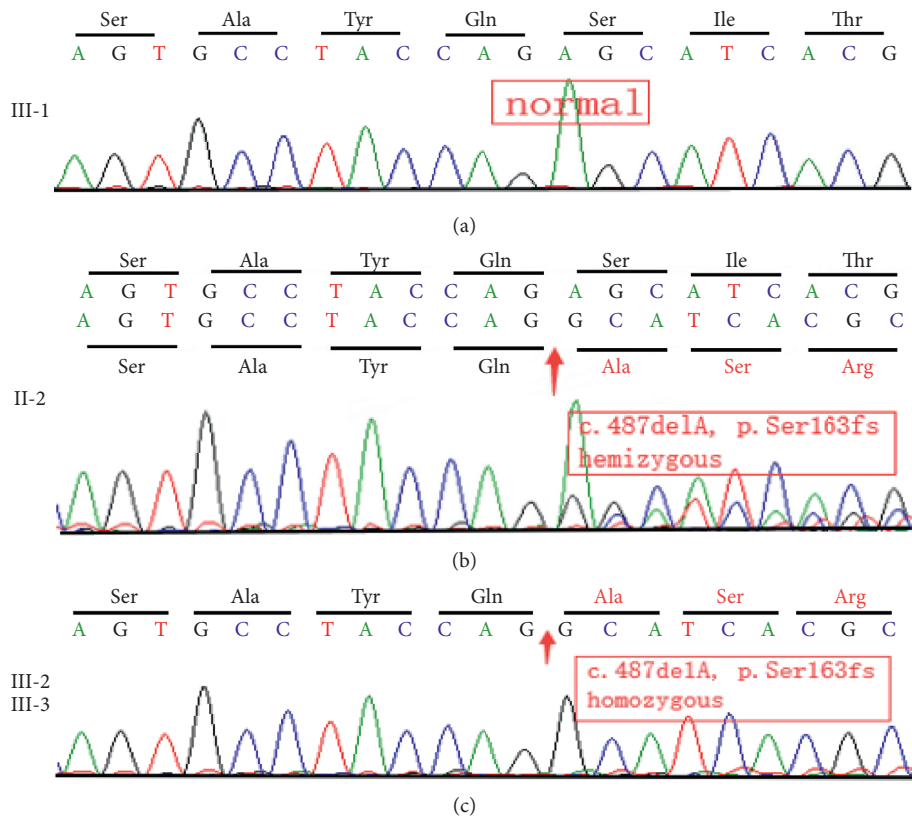 Ser Ala Tyr Gln Ser Ile Thr
A G T G C C T A C C A G A G C A T C A C G
normal
III-1
(a)
Ser Ala Tyr Gln Ser Ile Thr
A G T G C C T A C C A G A G C A T C A C G
A G T G C C T A C C A G G C A T C A C G C
Ser Ala Tyr Gln Ala Ser Arg
II-2
c.487delA, p.Ser163fs
hemizygous
(b)
Ser Ala Tyr Gln Ala Ser Arg
A G T G C C T A C C A G G C A T C A C G C
c.487delA, p.Ser163fs
homozygous
III-2
III-3
(c)